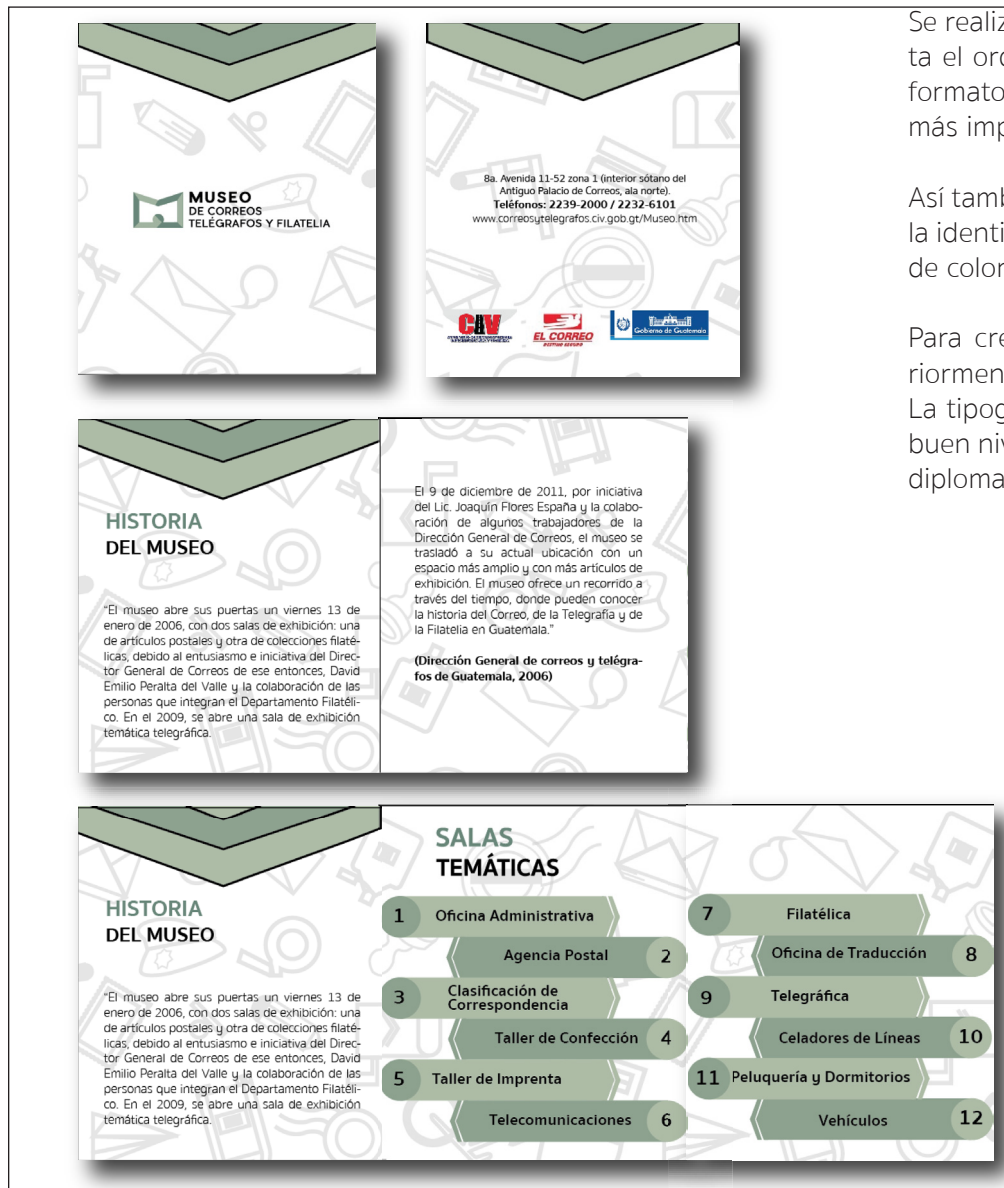 MUSEO
DE CORREOS
TELÉGRAFOS Y FILATELIA
8a. Avenida 11-52 zona 1 (interior sótano del
Antiguo Palacio de Correos, ala norte).
Teléfonos: 2239-2000 / 2232-6101
www.correosytelegrafos.civ.gob.gt/Museo.htm
CIV
EL CORREO
Gobierno de Guatemala
HISTORIA
DEL MUSEO
"El museo abre sus puertas un viernes 13 de
enero de 2006, con dos salas de exhibición: una
de artículos postales y otra de colecciones filaté-
licas, debido al entusiasmo e iniciativa del Direc-
tor General de Correos de ese entonces, David
Emilio Peralta del Valle y la colaboración de las
personas que integran el Departamento Filatéli-
co. En el 2009, se abre una sala de exhibición
temática telegráfica.
El 9 de diciembre de 2011, por iniciativa
del Lic. Joaquín Flores España y la colabo-
ración de algunos trabajadores de la
Dirección General de Correos, el museo se
trasladó a su actual ubicación con un
espacio más amplio y con más artículos de
exhibición. El museo ofrece un recorrido a
través del tiempo, donde pueden conocer
la historia del Correo, de la Telegrafía y de
la Filatelia en Guatemala."
(Dirección General de correos y telégra-
fos de Guatemala, 2006)
HISTORIA
DEL MUSEO
"El museo abre sus puertas un viernes 13 de
enero de 2006, con dos salas de exhibición: una
de artículos postales y otra de colecciones filaté-
licas, debido al entusiasmo e iniciativa del Direc-
tor General de Correos de ese entonces, David
Emilio Peralta del Valle y la colaboración de las
personas que integran el Departamento Filatéli-
co. En el 2009, se abre una sala de exhibición
temática telegráfica.
SALAS
TEMÁTICAS
1 Oficina Administrativa
Agencia Postal 2
3 Clasificación de
Correspondencia
Taller de Confección 4
5 Taller de Imprenta
Telecomunicaciones 6
7 Filatélica
Oficina de Traducción 8
9 Telegráfica
Celadores de Líneas 10
11 Peluquería y Dormitorios
Vehículos 12
Se realiz
ta el ord
formato
más imp
Así tamb
la identi
de color
Para cre
riormen
La tipog
buen niv
diploma